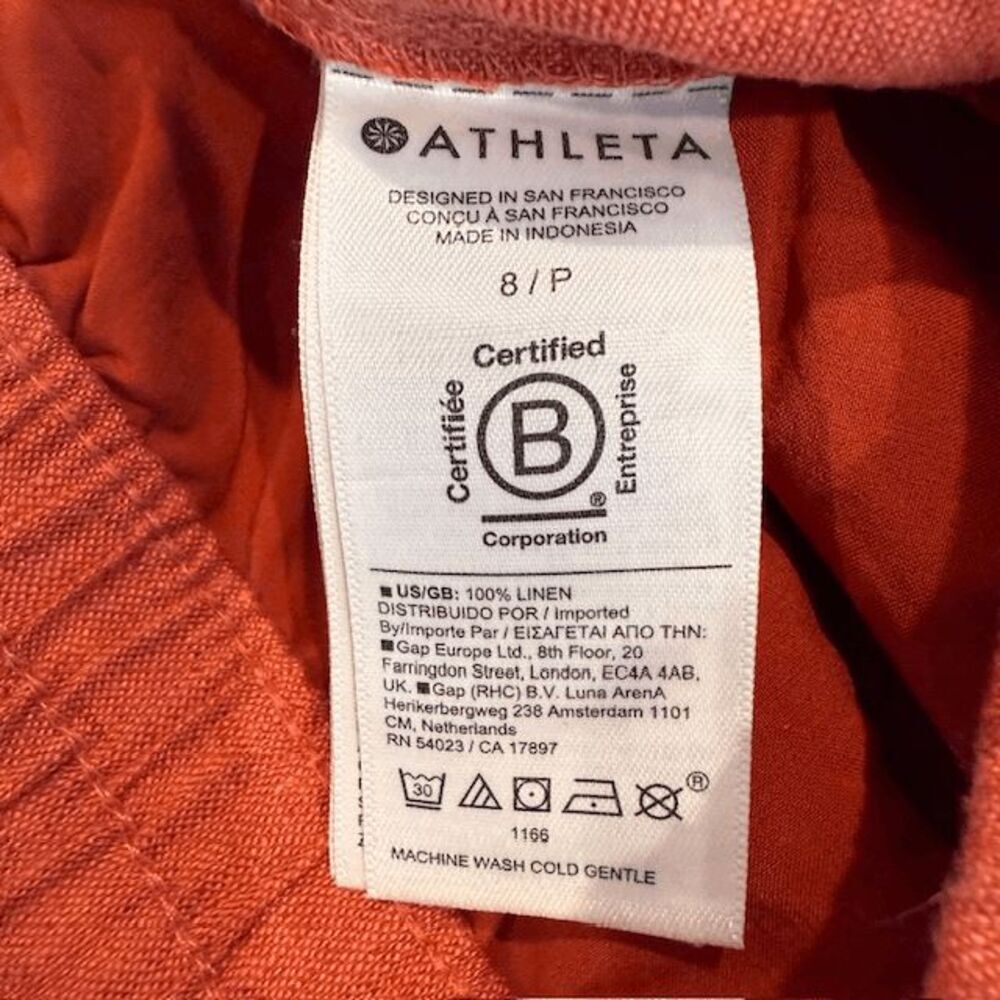 ATHLETA
DESIGNED IN SAN FRANCISCO
CONÇU À SAN FRANCISCO
MADE IN INDONESIA
8 / P
Certified
Certifiée
B
Entreprise
®
Corporation
US/GB: 100% LINEN
DISTRIBUIDO POR / Imported
By/Importe Par / ΕΙΣΑΓΕΤΑΙ ΑΠΟ ΤΗΝ:
Gap Europe Ltd., 8th Floor, 20
Farringdon Street, London, EC4A 4AB,
UK. Gap (RHC) B.V. Luna ArenA
Herikerbergweg 238 Amsterdam 1101
CM, Netherlands
RN 54023 / CA 17897
30
®
1166
MACHINE WASH COLD GENTLE